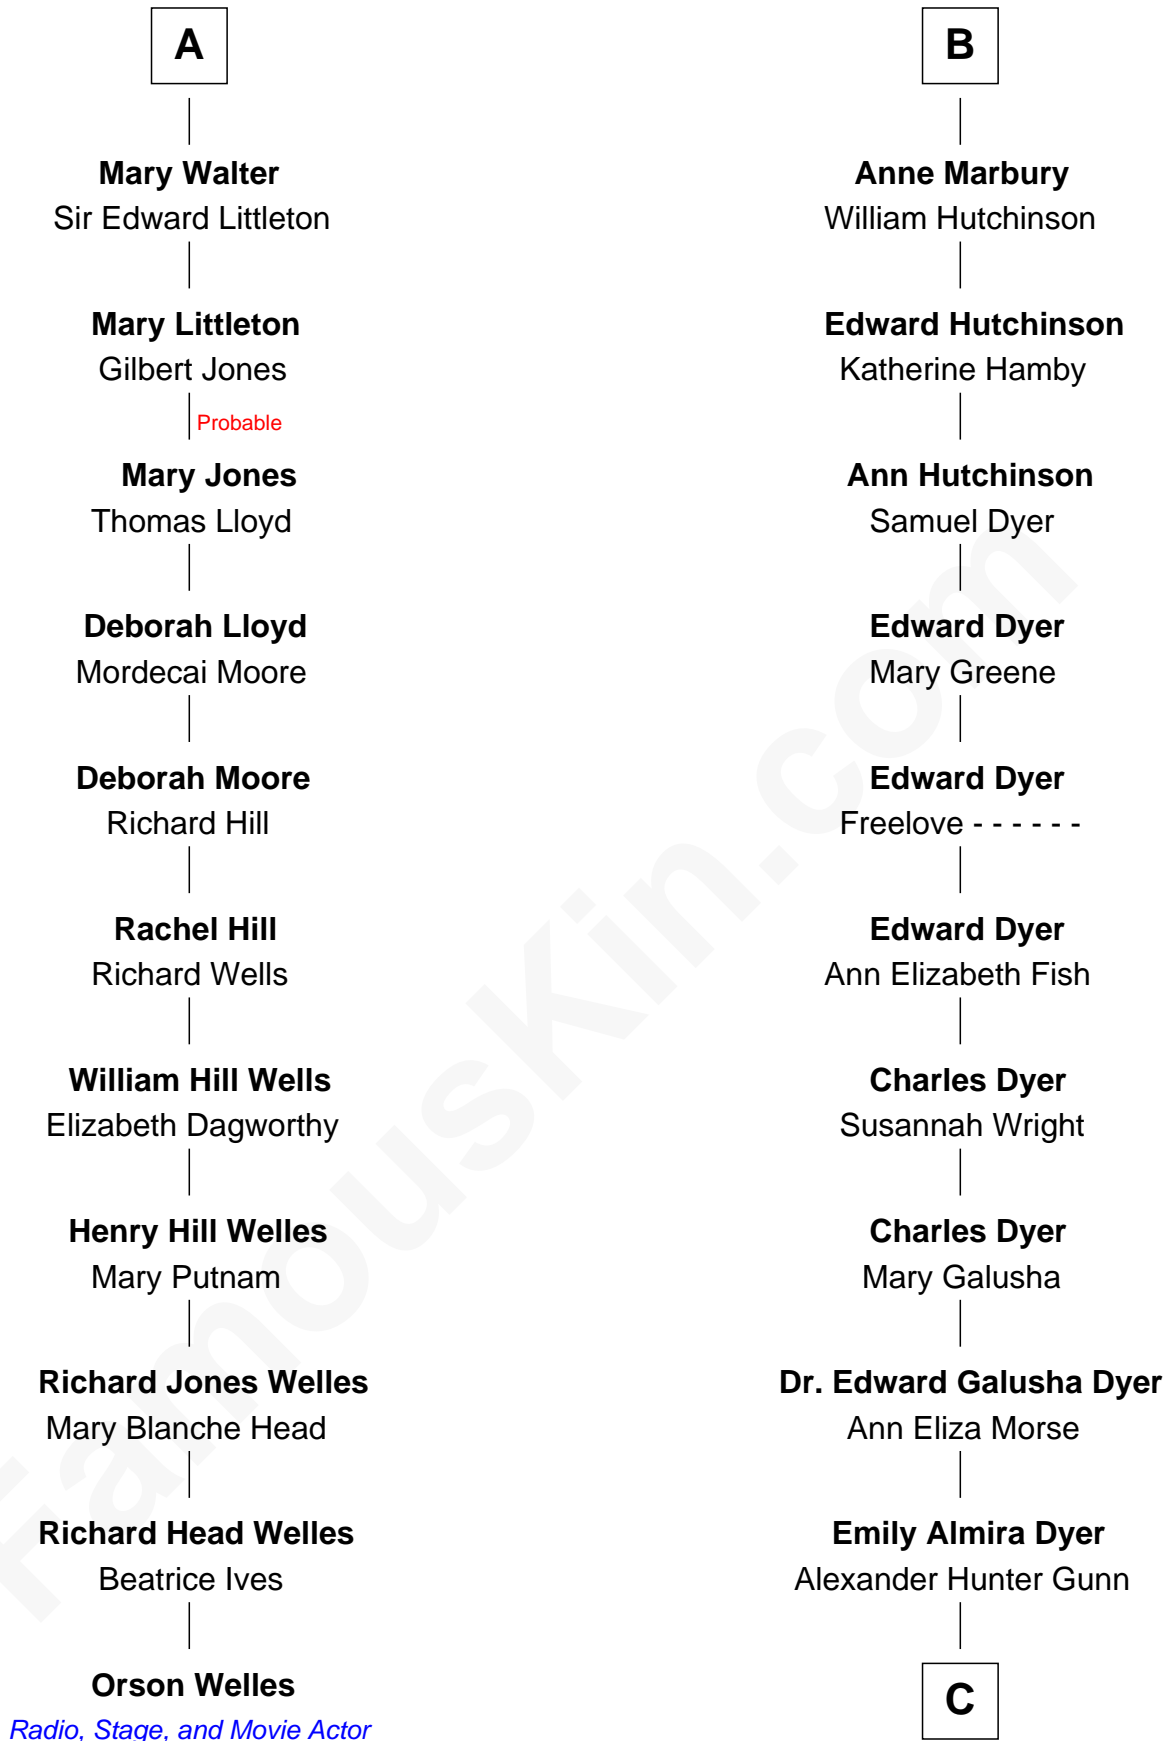 A
Mary Walter
Sir Edward Littleton
Mary Littleton
Gilbert Jones
Probable
Mary Jones
Thomas Lloyd
Deborah Lloyd
Mordecai Moore
Deborah Moore
Richard Hill
Rachel Hill
Richard Wells
William Hill Wells
Elizabeth Dagworthy
Henry Hill Welles
Mary Putnam
Richard Jones Welles
Mary Blanche Head
Richard Head Welles
Beatrice Ives
Orson Welles
Radio, Stage, and Movie Actor
B
Anne Marbury
William Hutchinson
Edward Hutchinson
Katherine Hamby
Ann Hutchinson
Samuel Dyer
Edward Dyer
Mary Greene
Edward Dyer
Freelove - - - - - -
Edward Dyer
Ann Elizabeth Fish
Charles Dyer
Susannah Wright
Charles Dyer
Mary Galusha
Dr. Edward Galusha Dyer
Ann Eliza Morse
Emily Almira Dyer
Alexander Hunter Gunn
C
FamousKin.com